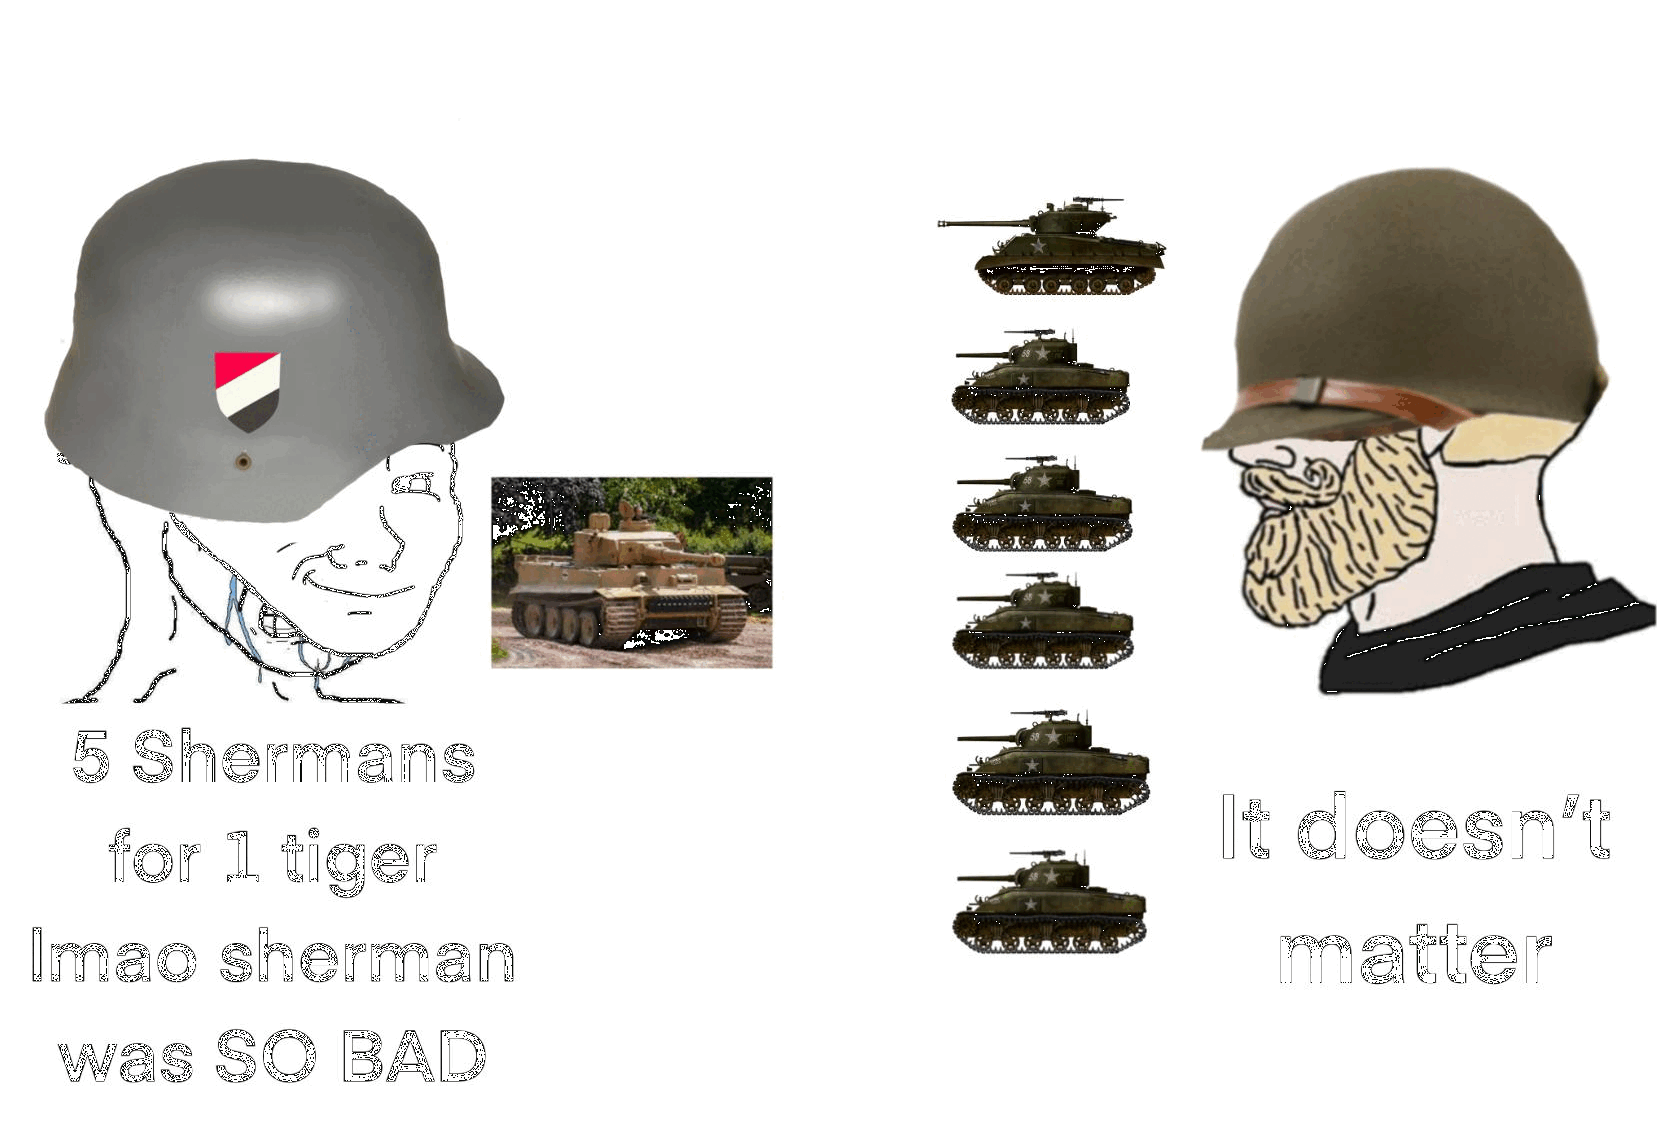 5 Shermans
for 1 tiger
lmao sherman
was SO BAD
It doesn't
matter